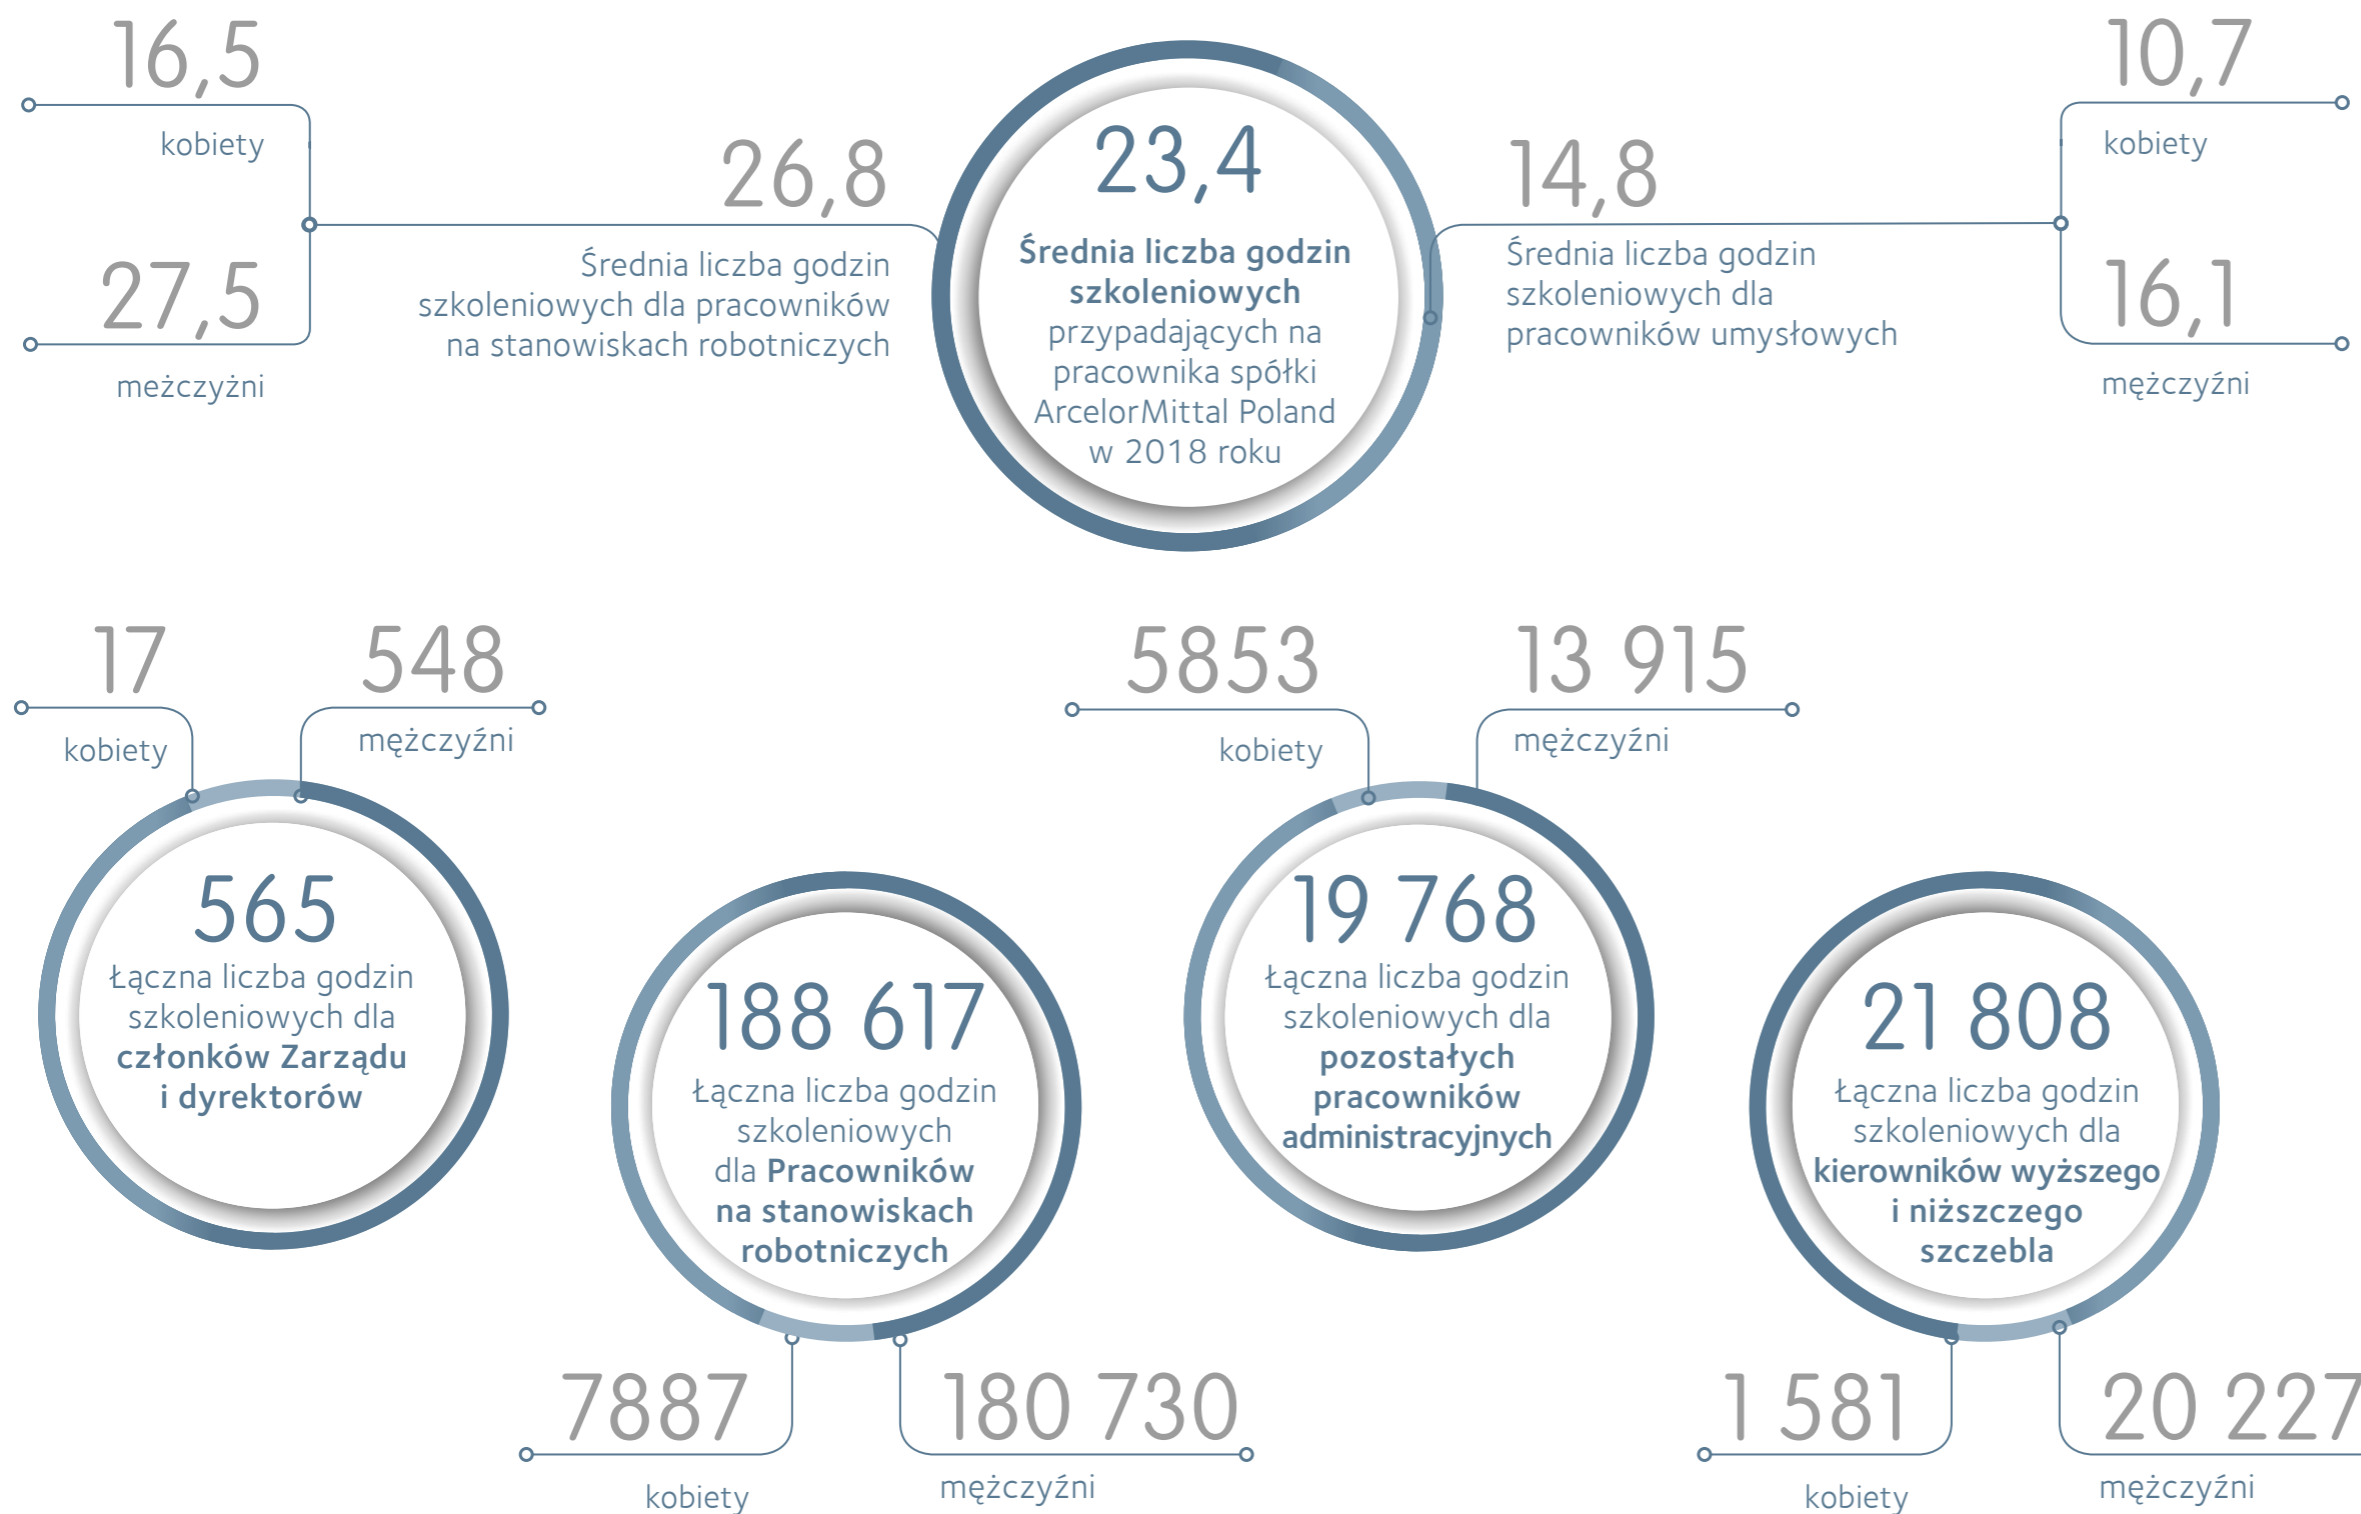 16,5
kobiety
27,5
meżczyżni
26,8
Średnia liczba godzin
szkoleniowych dla pracowników
na stanowiskach robotniczych
23,4
Średnia liczba godzin
szkoleniowych
przypadających na
pracownika spółki
ArcelorMittal Poland
w 2018 roku
14,8
Średnia liczba godzin
szkoleniowych dla
pracowników umysłowych
10,7
kobiety
16,1
mężczyźni
17
kobiety
548
mężczyźni
565
Łączna liczba godzin
szkoleniowych dla
członków Zarządu
i dyrektorów
188 617
Łączna liczba godzin
szkoleniowych
dla Pracowników
na stanowiskach
robotniczych
7887
kobiety
180 730
mężczyźni
5853
kobiety
13 915
mężczyźni
19 768
Łączna liczba godzin
szkoleniowych dla
pozostałych
pracowników
administracyjnych
21 808
Łączna liczba godzin
szkoleniowych dla
kierowników wyższego
i niższczego
szczebla
1 581
kobiety
20 227
mężczyźni